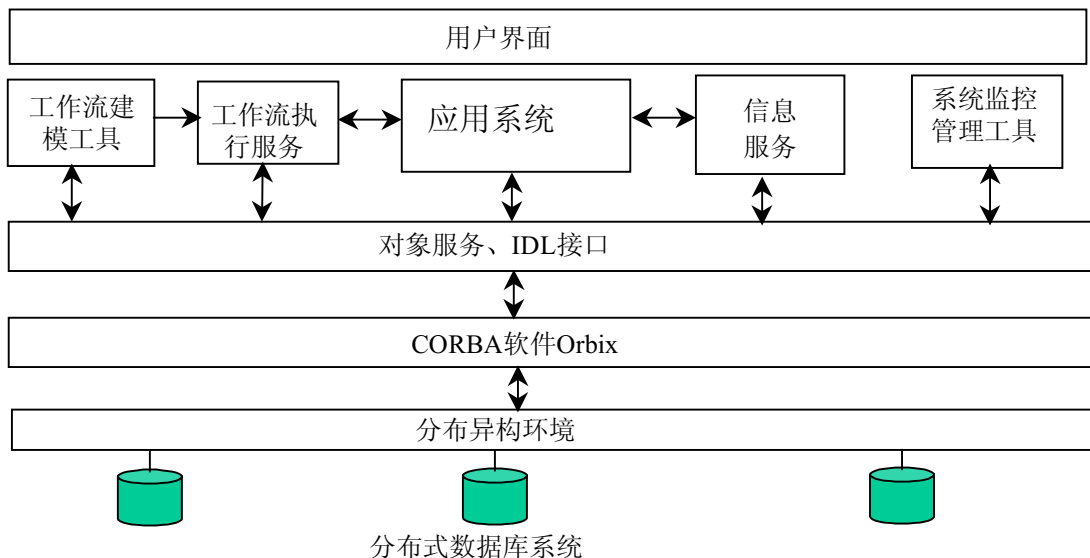 用户界面
工作流建
模工具
工作流执
行服务
应用系统
信息
服务
系统监控
管理工具
对象服务、IDL接口
CORBA软件Orbix
分布异构环境
分布式数据库系统